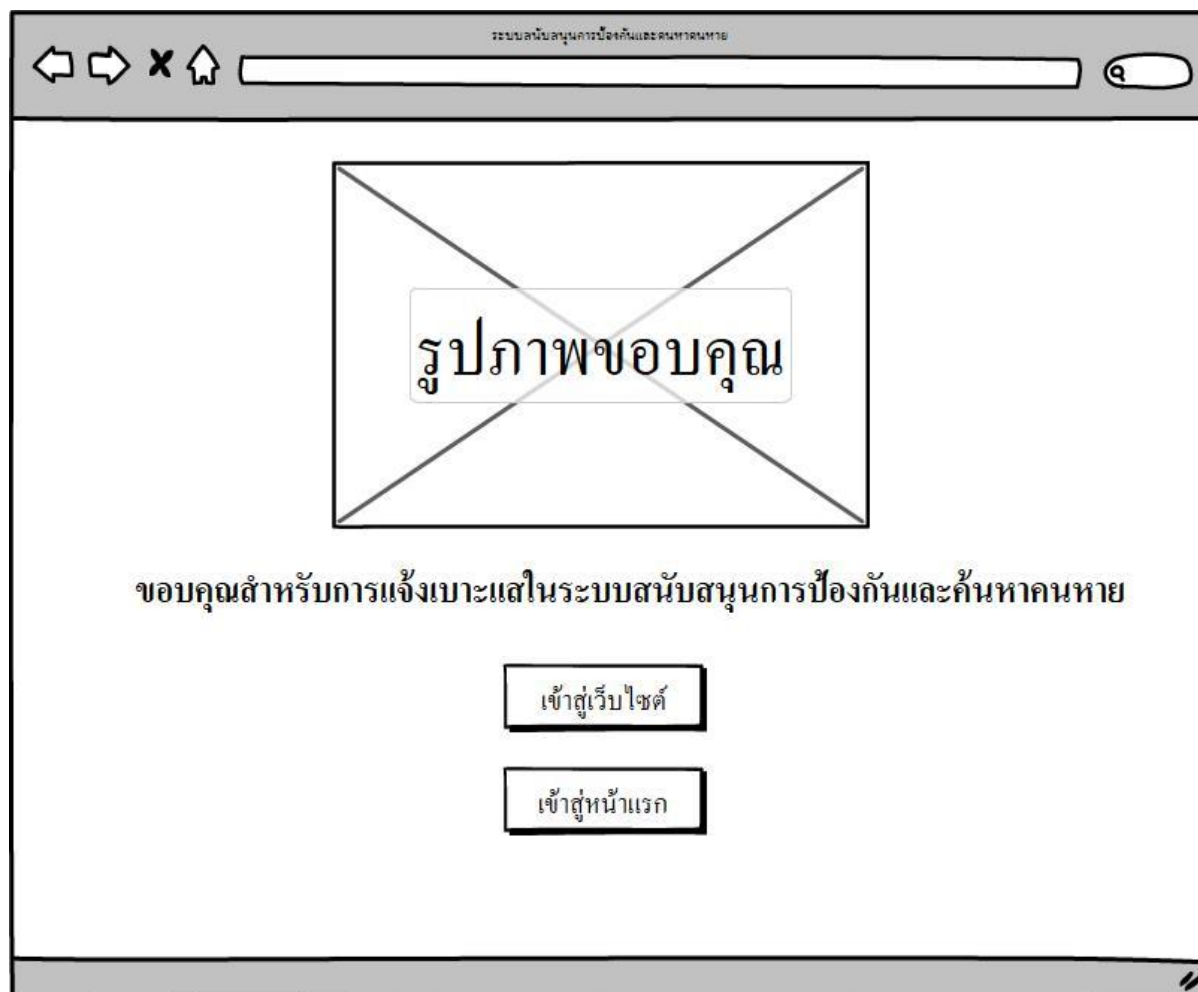 ระบบสนับสนุนการป้องกันและค้นหาคนหาย
รูปภาพขอบคุณ
ขอบคุณสำหรับการแจ้งเบาะแสในระบบสนับสนุนการป้องกันและค้นหาคนหาย
เข้าสู่เว็บไซต์
เข้าสู่หน้าแรก